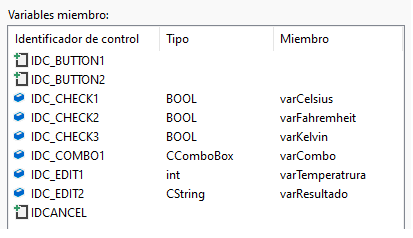 Variables miembro:
Identificador de control Tipo Miembro
IDC_BUTTON1
IDC_BUTTON2
IDC_CHECK1 BOOL varCelsius
IDC_CHECK2 BOOL varFahremheit
IDC_CHECK3 BOOL varKelvin
IDC_COMBO1 CComboBox varCombo
IDC_EDIT1 int varTemperatrura
IDC_EDIT2 CString varResultado
IDCANCEL